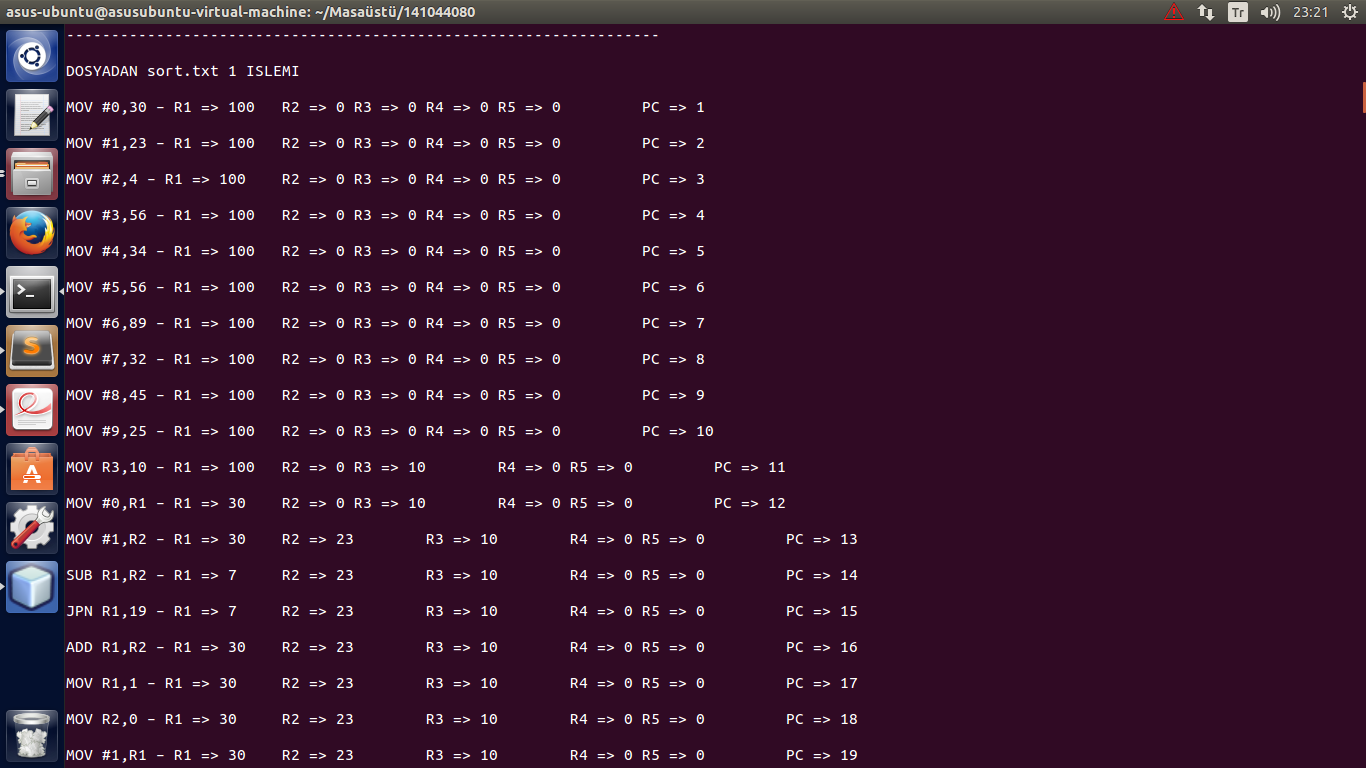 asus-ubuntu@asusubuntu-virtual-machine: ~/Masaüstü/141044080 Tr 23:21
------------------------------------------------------------------
DOSYADAN sort.txt 1 ISLEMI
MOV #0,30 – R1 => 100 R2 => 0 R3 => 0 R4 => 0 R5 => 0 PC => 1
MOV #1,23 – R1 => 100 R2 => 0 R3 => 0 R4 => 0 R5 => 0 PC => 2
MOV #2,4 – R1 => 100 R2 => 0 R3 => 0 R4 => 0 R5 => 0 PC => 3
MOV #3,56 – R1 => 100 R2 => 0 R3 => 0 R4 => 0 R5 => 0 PC => 4
MOV #4,34 – R1 => 100 R2 => 0 R3 => 0 R4 => 0 R5 => 0 PC => 5
MOV #5,56 – R1 => 100 R2 => 0 R3 => 0 R4 => 0 R5 => 0 PC => 6
MOV #6,89 – R1 => 100 R2 => 0 R3 => 0 R4 => 0 R5 => 0 PC => 7
MOV #7,32 – R1 => 100 R2 => 0 R3 => 0 R4 => 0 R5 => 0 PC => 8
MOV #8,45 – R1 => 100 R2 => 0 R3 => 0 R4 => 0 R5 => 0 PC => 9
MOV #9,25 – R1 => 100 R2 => 0 R3 => 0 R4 => 0 R5 => 0 PC => 10
MOV R3,10 – R1 => 100 R2 => 0 R3 => 10 R4 => 0 R5 => 0 PC => 11
MOV #0,R1 – R1 => 30 R2 => 0 R3 => 10 R4 => 0 R5 => 0 PC => 12
MOV #1,R2 – R1 => 30 R2 => 23 R3 => 10 R4 => 0 R5 => 0 PC => 13
SUB R1,R2 – R1 => 7 R2 => 23 R3 => 10 R4 => 0 R5 => 0 PC => 14
JPN R1,19 – R1 => 7 R2 => 23 R3 => 10 R4 => 0 R5 => 0 PC => 15
ADD R1,R2 – R1 => 30 R2 => 23 R3 => 10 R4 => 0 R5 => 0 PC => 16
MOV R1,1 – R1 => 30 R2 => 23 R3 => 10 R4 => 0 R5 => 0 PC => 17
MOV R2,0 – R1 => 30 R2 => 23 R3 => 10 R4 => 0 R5 => 0 PC => 18
MOV #1,R1 – R1 => 30 R2 => 23 R3 => 10 R4 => 0 R5 => 0 PC => 19